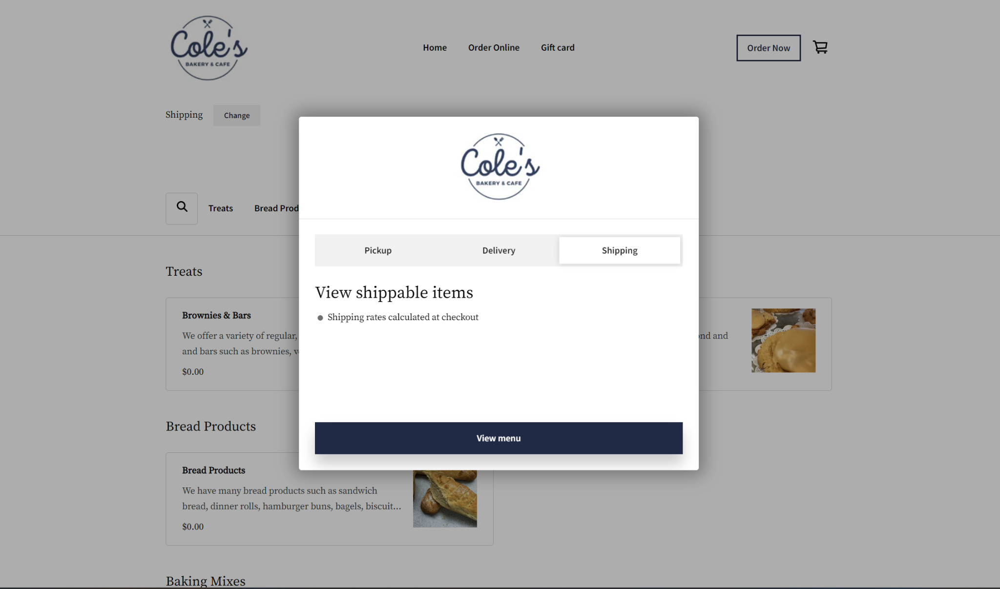 Cole's
BAKERY & CAFE
Home
Order Online
Gift card
Order Now
Shipping
Change
Cole's
BAKERY & CAFE
Treats
Bread Prod
Pickup
Delivery
Shipping
View shippable items
Shipping rates calculated at checkout
View menu
Treats
Brownies & Bars
We offer a variety of regular,
and bars such as brownies,
$0.00
and
Bread Products
Bread Products
We have many bread products such as sandwich
bread, dinner rolls, hamburger buns, bagels, biscuit...
$0.00
Baking Mixes